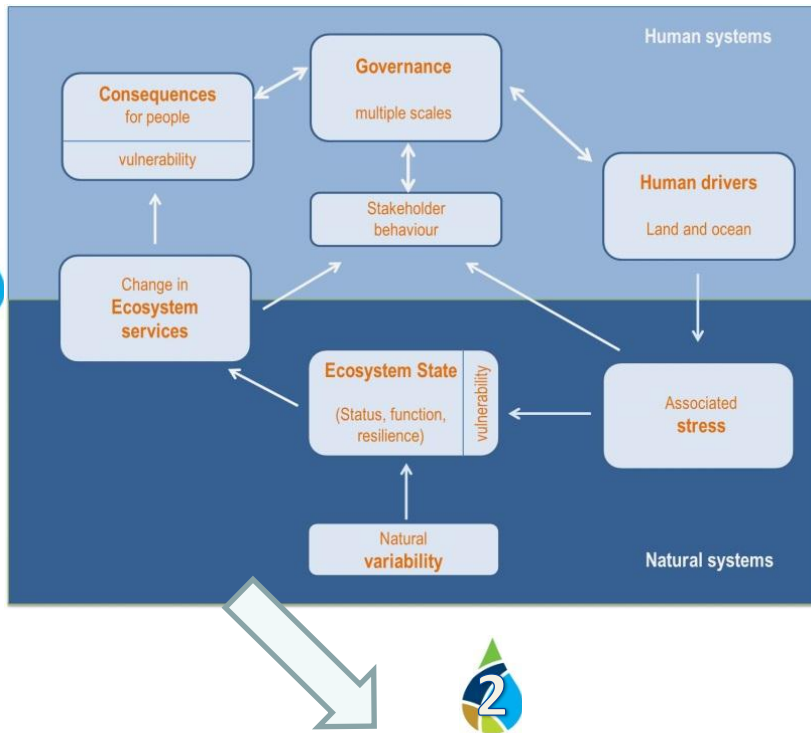 Human systems
Governance
multiple scales
Consequences
for people
vulnerability
Human drivers
Land and ocean
Stakeholder
behaviour
Change in
Ecosystem
services
Ecosystem State
(Status, function,
resilience)
vulnerability
Associated
stress
Natural
variability
Natural systems
2